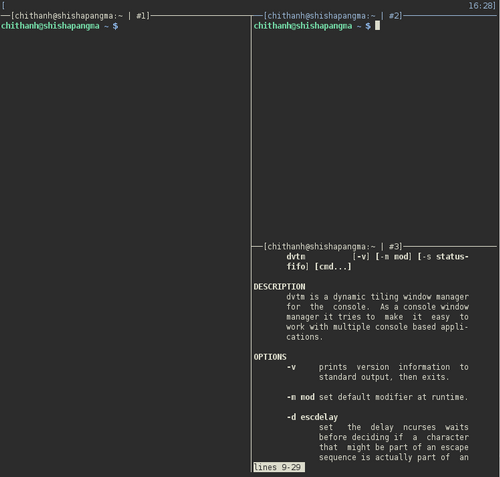 [ 16:28]
[chithanh@shishapangma:~ | #1]
chithanh@shishapangma ~ $
[chithanh@shishapangma:~ | #2]
chithanh@shishapangma ~ $
[chithanh@shishapangma:~ | #3]
dvtm [-v] [-m mod] [-s status-
fifo] [cmd...]
DESCRIPTION
dvtm is a dynamic tiling window manager
for the console. As a console window
manager it tries to make it easy to
work with multiple console based appli-
cations.
OPTIONS
-v prints version information to
standard output, then exits.
-m mod set default modifier at runtime.
-d escdelay
set the delay ncurses waits
before deciding if a character
that might be part of an escape
sequence is actually part of an
lines 9-29